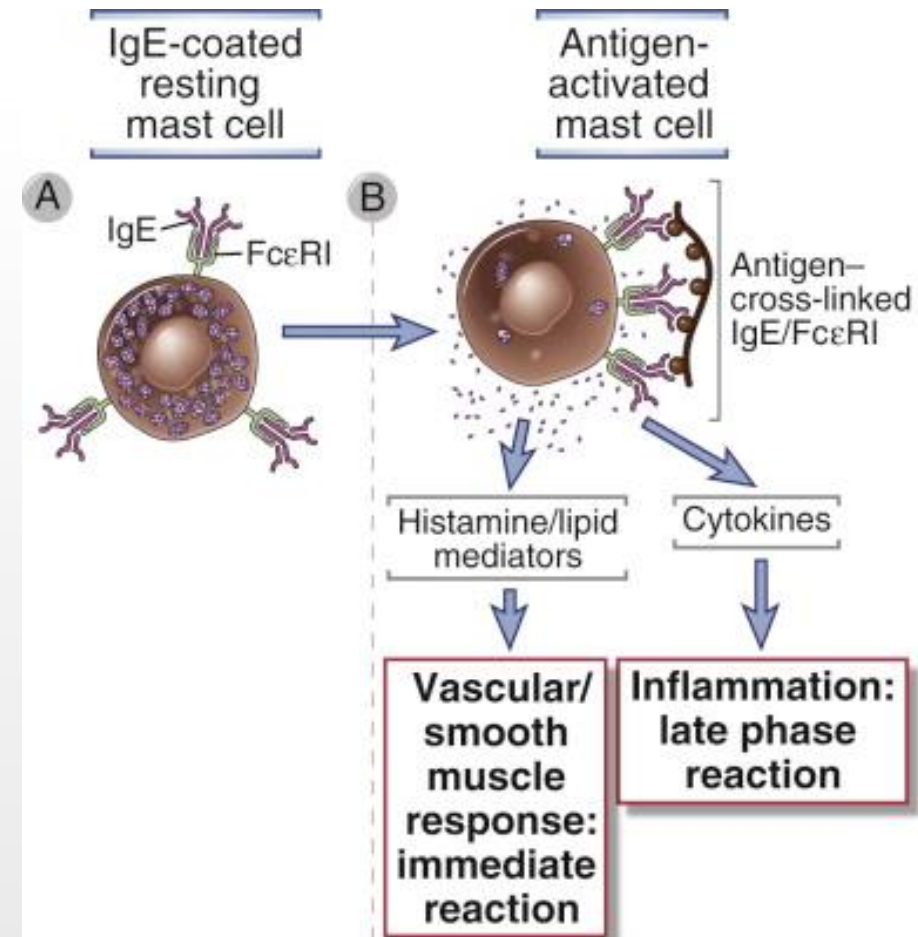 IgE-coated
resting
mast cell
Antigen-
activated
mast cell
A
IgE
FcεRI
B
Antigen–
cross-linked
IgE/FcεRI
Histamine/lipid
mediators
Cytokines
Vascular/
smooth
muscle
response:
immediate
reaction
Inflammation:
late phase
reaction